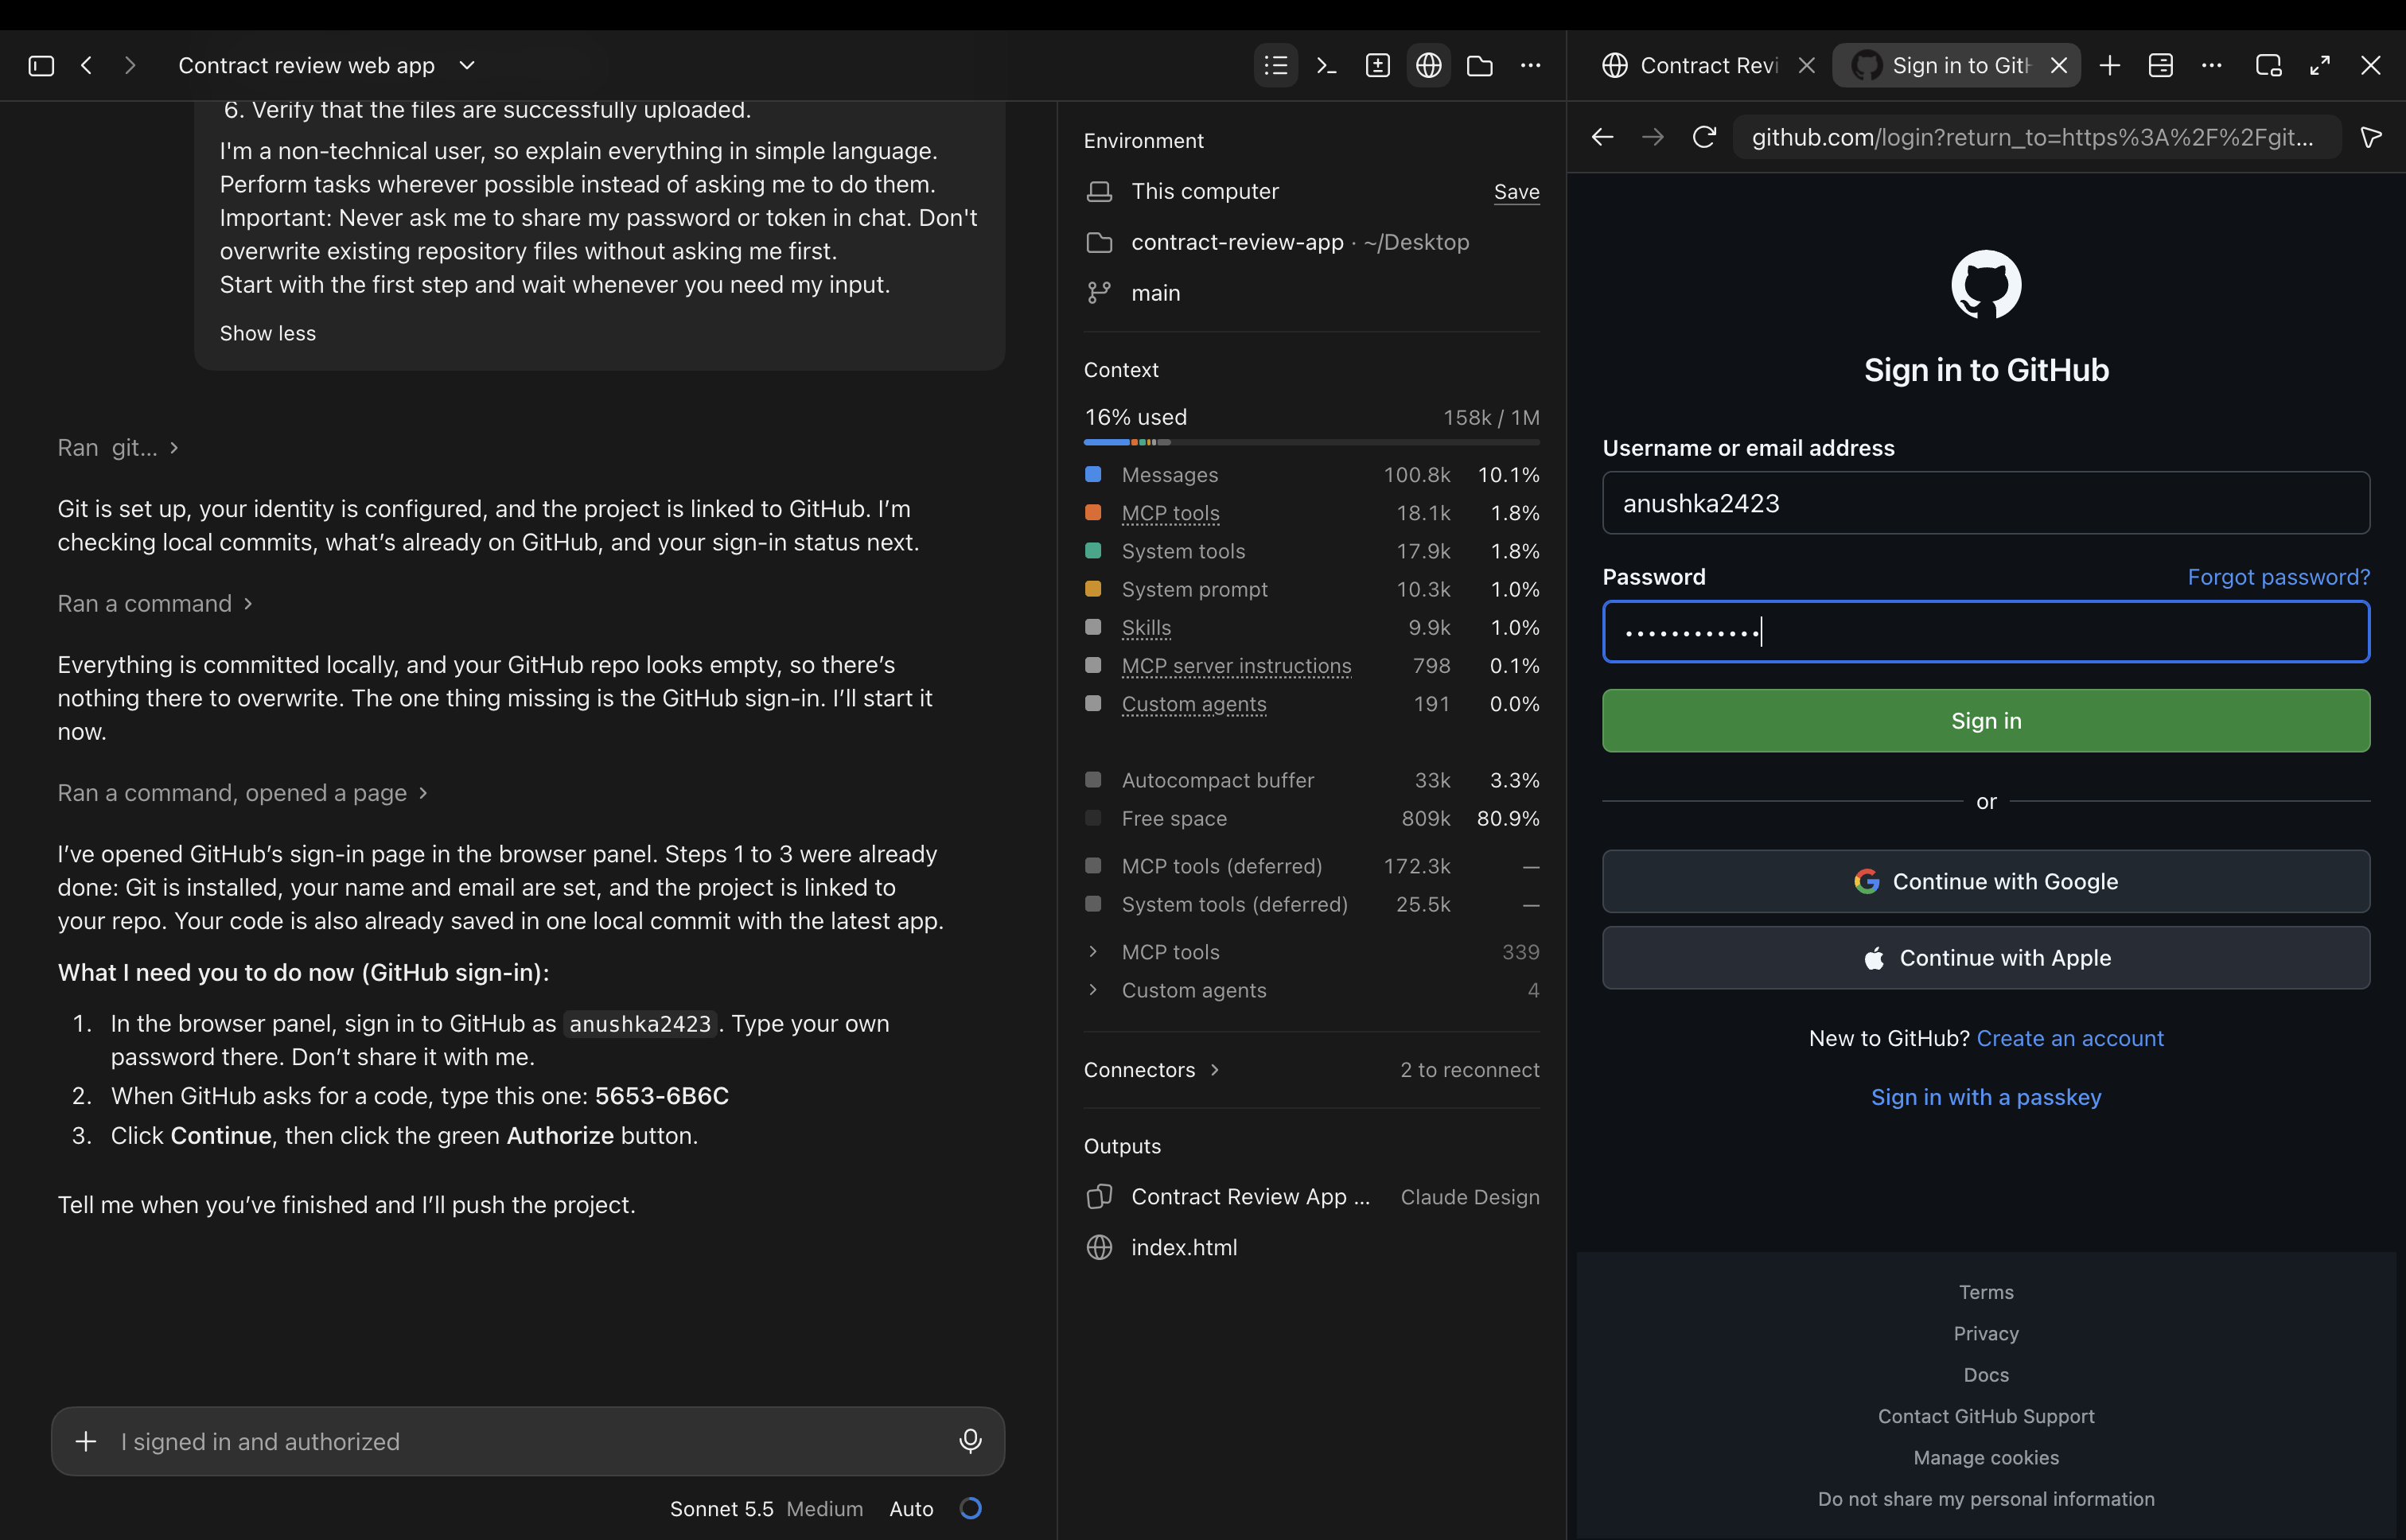 Contract review web app
6. Verify that the files are successfully uploaded.
I'm a non-technical user, so explain everything in simple language.
Perform tasks wherever possible instead of asking me to do them.
Important: Never ask me to share my password or token in chat. Don't
overwrite existing repository files without asking me first.
Start with the first step and wait whenever you need my input.
Show less
Ran git...
Git is set up, your identity is configured, and the project is linked to GitHub. I’m
checking local commits, what’s already on GitHub, and your sign-in status next.
Ran a command
Everything is committed locally, and your GitHub repo looks empty, so there’s
nothing there to overwrite. The one thing missing is the GitHub sign-in. I’ll start it
now.
Ran a command, opened a page
I’ve opened GitHub’s sign-in page in the browser panel. Steps 1 to 3 were already
done: Git is installed, your name and email are set, and the project is linked to
your repo. Your code is also already saved in one local commit with the latest app.
What I need you to do now (GitHub sign-in):
1. In the browser panel, sign in to GitHub as anushka2423. Type your own
password there. Don’t share it with me.
2. When GitHub asks for a code, type this one: 5653-6B6C
3. Click Continue, then click the green Authorize button.
Tell me when you’ve finished and I’ll push the project.
I signed in and authorized
Sonnet 5.5 Medium Auto
Environment
This computer Save
contract-review-app · ~/Desktop
main
Context
16% used 158k / 1M
Messages 100.8k 10.1%
MCP tools 18.1k 1.8%
System tools 17.9k 1.8%
System prompt 10.3k 1.0%
Skills 9.9k 1.0%
MCP server instructions 798 0.1%
Custom agents 191 0.0%
Autocompact buffer 33k 3.3%
Free space 809k 80.9%
MCP tools (deferred) 172.3k —
System tools (deferred) 25.5k —
MCP tools 339
Custom agents 4
Connectors 2 to reconnect
Outputs
Contract Review App ... Claude Design
index.html
Contract Revi
Sign in to GitH
github.com/login?return_to=https%3A%2F%2Fgit...
Sign in to GitHub
Username or email address
anushka2423
Password Forgot password?
••••••••••••
Sign in
or
Continue with Google
Continue with Apple
New to GitHub? Create an account
Sign in with a passkey
Terms
Privacy
Docs
Contact GitHub Support
Manage cookies
Do not share my personal information